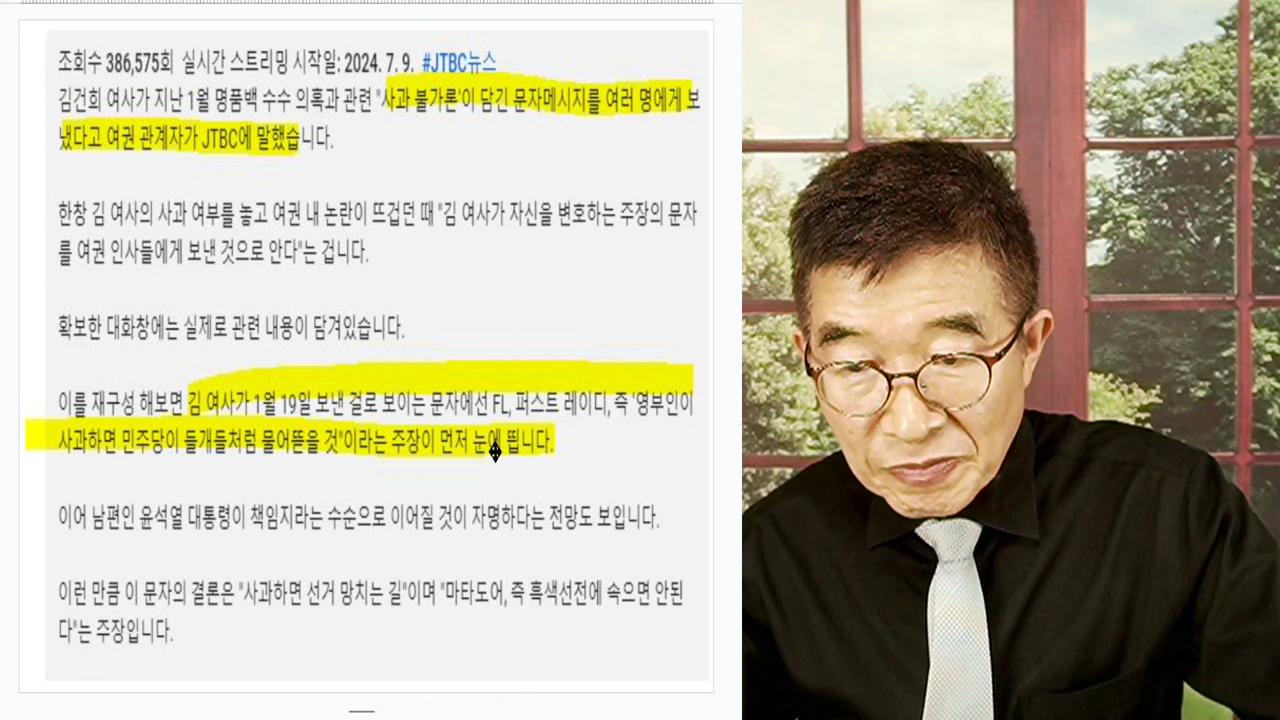 조회수 386,575회 실시간 스트리밍 시작일: 2024. 7. 9. #JTBC뉴스
김건희 여사가 지난 1월 명품백 수수 의혹과 관련 "사과 불가론'이 담긴 문자메시지를 여러 명에게 보
냈다고 여권 관계자가 JTBC에 말했습니다.
한창 김 여사의 사과 여부를 놓고 여권 내 논란이 뜨겁던 때 "김 여사가 자신을 변호하는 주장의 문자
를 여권 인사들에게 보낸 것으로 안다"는 겁니다.
확보한 대화창에는 실제로 관련 내용이 담겨있습니다.
이를 재구성 해보면 김 여사가 1월 19일 보낸 걸로 보이는 문자에선 FL, 퍼스트 레이디, 즉 '영부인이
사과하면 민주당이 들개들처럼 물어뜯을 것"이라는 주장이 먼저 눈에 띕니다.
이어 남편인 윤석열 대통령이 책임지라는 수순으로 이어질 것이 자명하다는 전망도 보입니다.
이런 만큼 이 문자의 결론은 "사과하면 선거 망치는 길"이며 "마타도어, 즉 흑색선전에 속으면 안된
다"는 주장입니다.